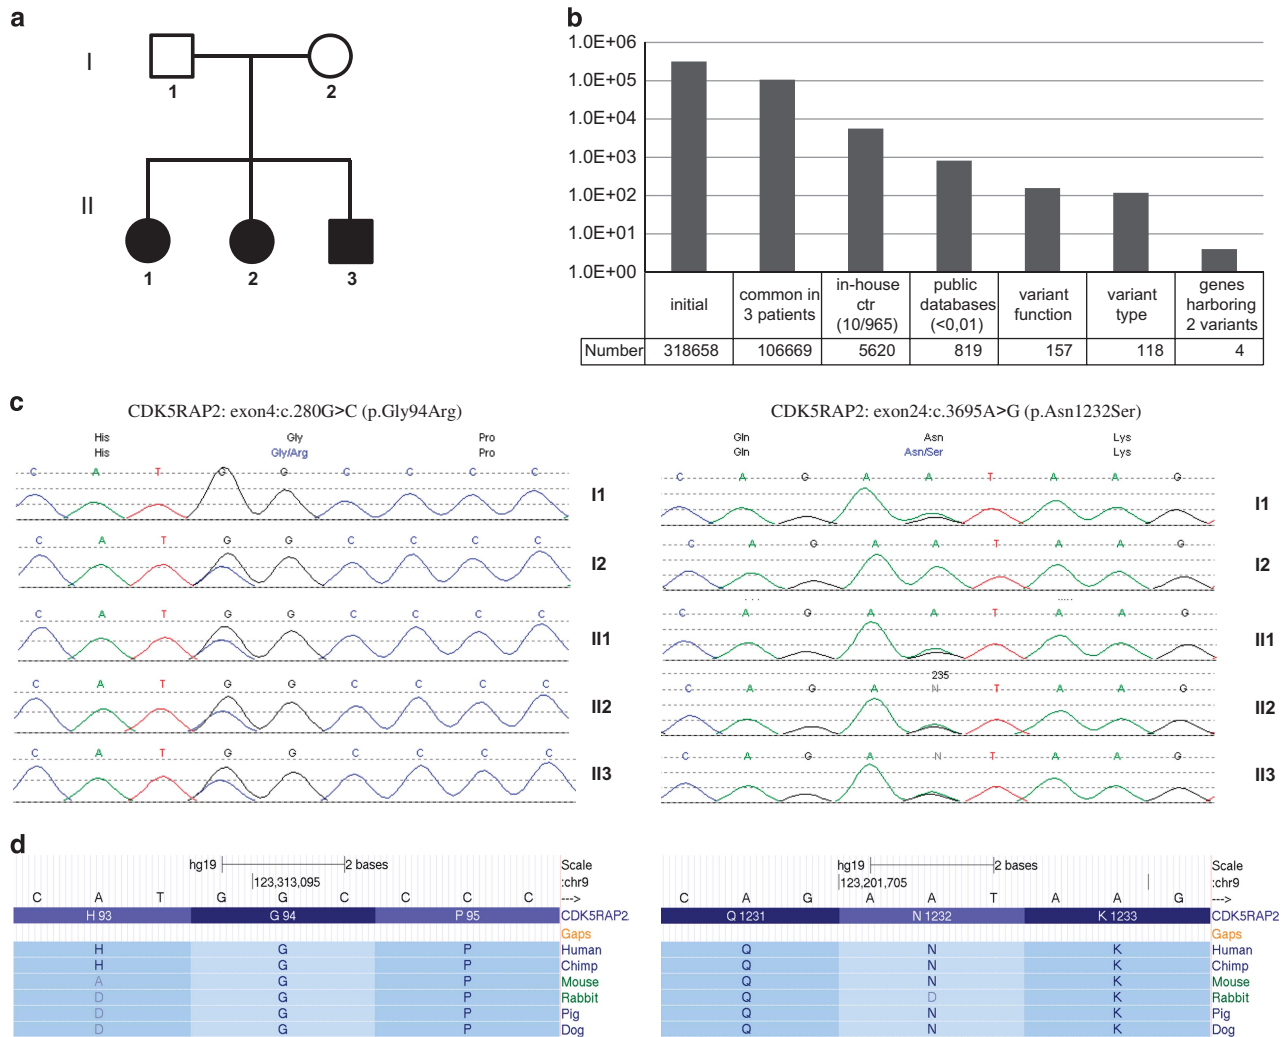 a
I
1
2
II
1
2
3
b
1.0E+06
1.0E+05
1.0E+04
1.0E+03
1.0E+02
1.0E+01
1.0E+00
initial
common in 3 patients
in-house ctr (10/965)
public databases (<0,01)
variant function
variant type
genes harboring 2 variants
Number 318658 106669 5620 819 157 118 4
c
CDK5RAP2: exon4:c.280G>C (p.Gly94Arg)
His Gly Pro
His Gly/Arg Pro
C A T G G C C C C
I1
C A T G G C C C C
I2
C A T G G C C C C
II1
C A T G G C C C C
II2
C A T G G C C C C
II3
CDK5RAP2: exon24:c.3695A>G (p.Asn1232Ser)
Gln Asn Lys
Gln Asn/Ser Lys
C A G A A T A A G
I1
C A G A A T A A G
I2
C A G A A T A A G
II1
235
C A G A N T A A G
II2
C A G A N T A A G
II3
d
hg19 2 bases Scale
123,313,095 :chr9
C A T G G C C C C --->
H 93 G 94 P 95 CDK5RAP2
Gaps
H G P Human
H G P Chimp
A G P Mouse
D G P Rabbit
D G P Pig
D G P Dog
hg19 2 bases Scale
123,201,705 :chr9
C A G A A T A A G --->
Q 1231 N 1232 K 1233 CDK5RAP2
Gaps
Q N K Human
Q N K Chimp
Q N K Mouse
Q D K Rabbit
Q N K Pig
Q N K Dog